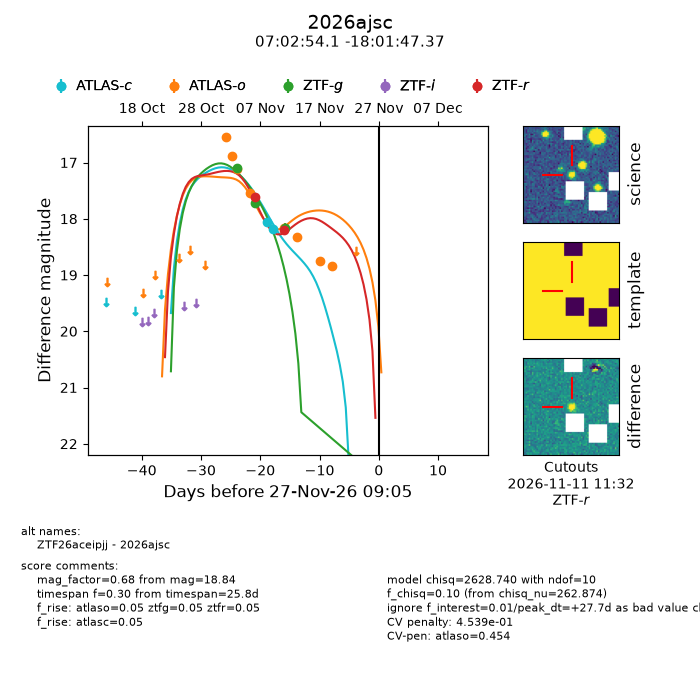 2026ajsc
07:02:54.1 -18:01:47.37
ATLAS-c
ATLAS-o
ZTF-g
ZTF-i
ZTF-r
18 Oct
28 Oct
07 Nov
17 Nov
27 Nov
07 Dec
17
18
19
20
21
22
Difference magnitude
−40
−30
−20
−10
0
10
Days before 27-Nov-26 09:05
science
template
difference
Cutouts
2026-11-11 11:32
ZTF-r
alt names:
ZTF26aceipjj - 2026ajsc
score comments:
mag_factor=0.68 from mag=18.84
timespan f=0.30 from timespan=25.8d
f_rise: atlaso=0.05 ztfg=0.05 ztfr=0.05
f_rise: atlasc=0.05
model chisq=2628.740 with ndof=10
f_chisq=0.10 (from chisq_nu=262.874)
ignore f_interest=0.01/peak_dt=+27.7d as bad value
CV penalty: 4.539e-01
CV-pen: atlaso=0.454